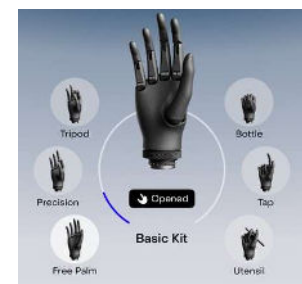 Tripod
Bottle
Precision
Tap
Opened
Basic Kit
Free Palm
Utensil